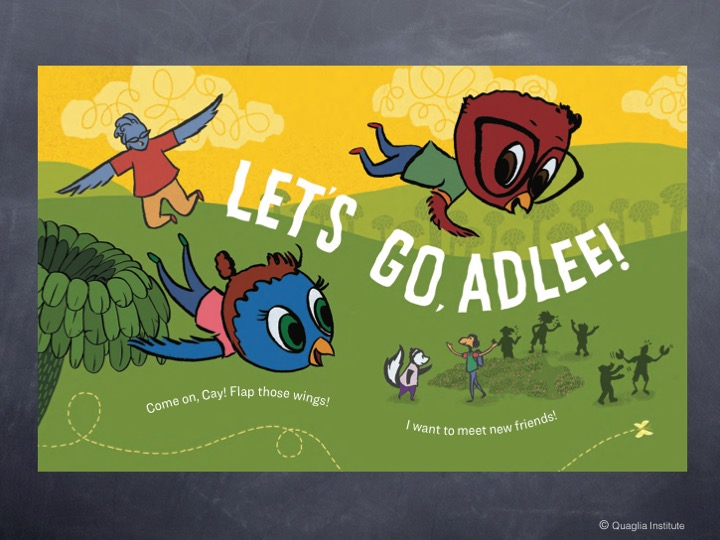 LET'S
GO, ADLEE!
Come on, Cay! Flap those wings!
I want to meet new friends!
© Quaglia Institute